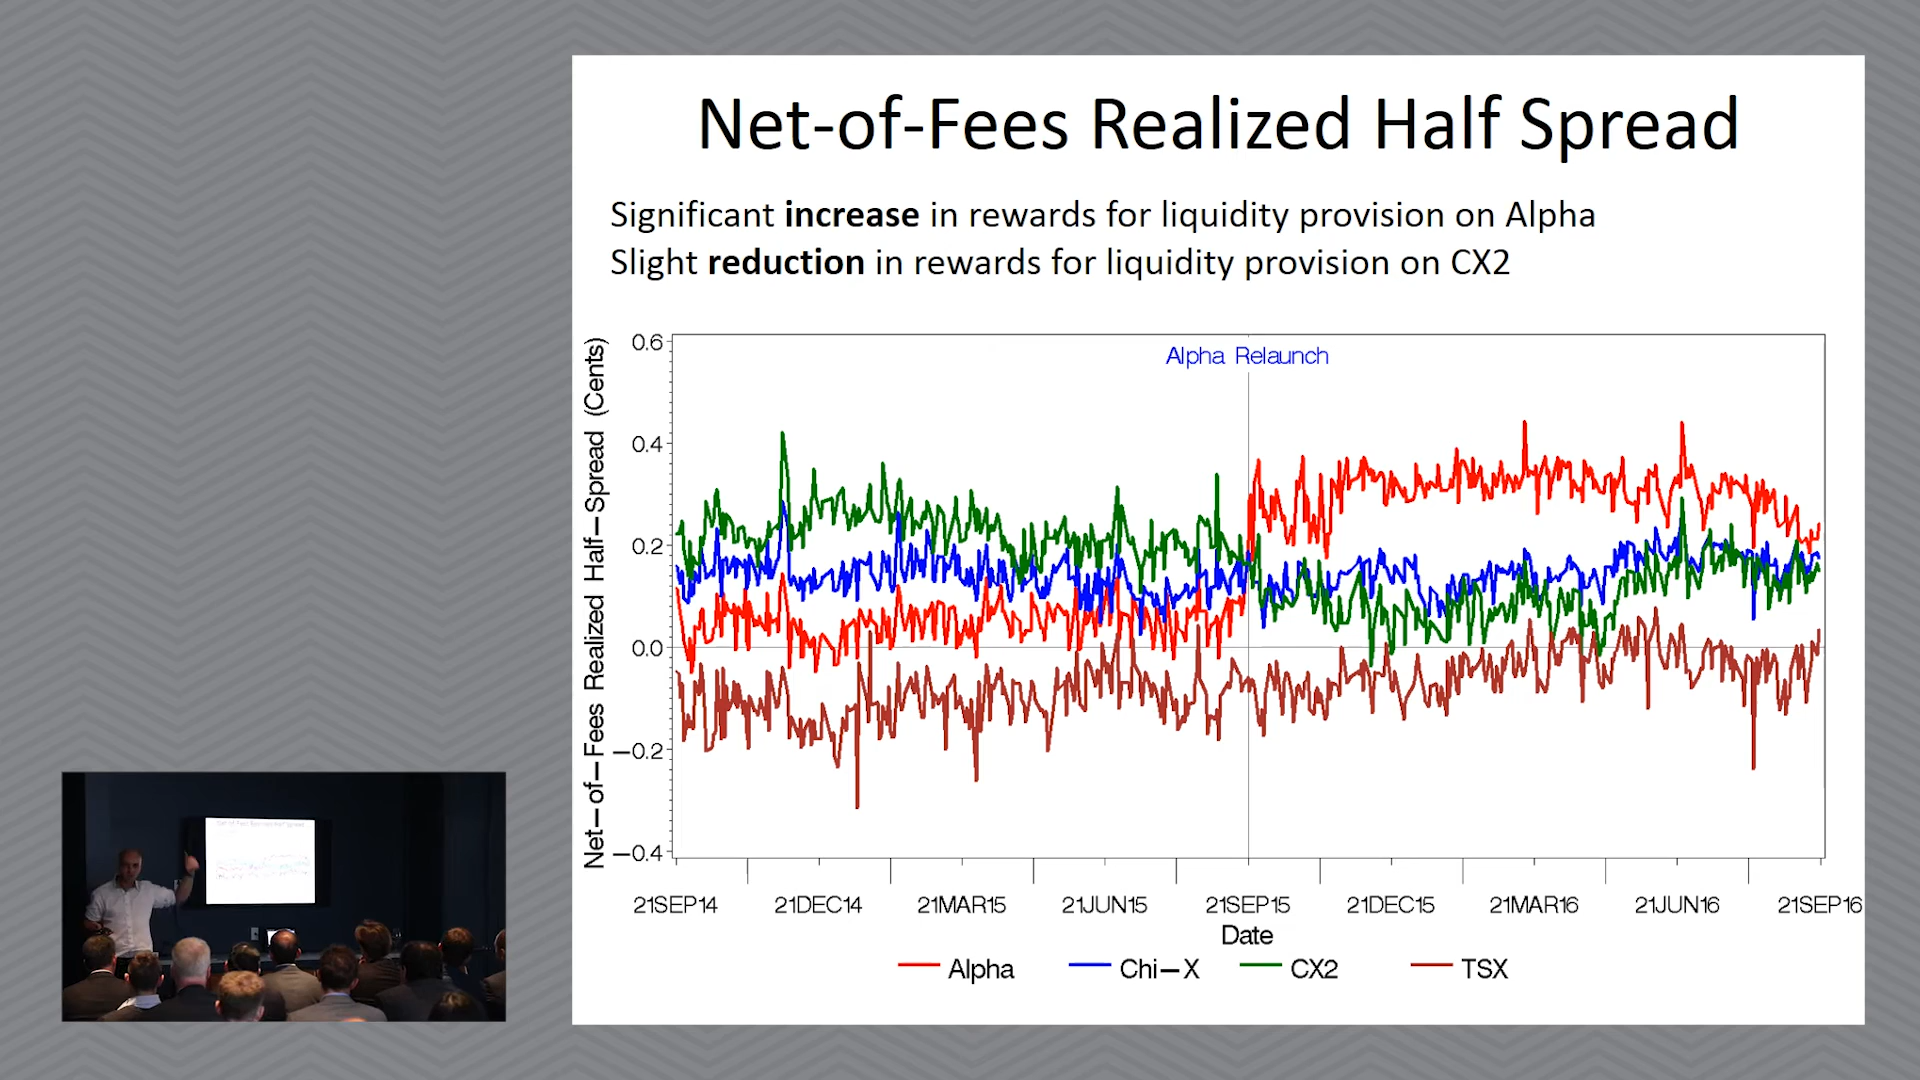 Net-of-Fees Realized Half Spread
Significant increase in rewards for liquidity provision on Alpha
Slight reduction in rewards for liquidity provision on CX2
Net-of-Fees Realized Half-Spread (Cents)
0.6
0.4
0.2
0.0
-0.2
-0.4
Alpha Relaunch
21SEP14 21DEC14 21MAR15 21JUN15 21SEP15 21DEC15 21MAR16 21JUN16 21SEP16
Date
Alpha Chi-X CX2 TSX